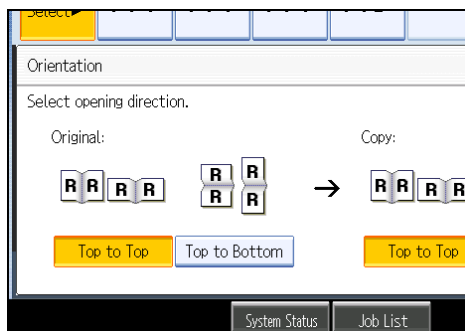 Select▶
Orientation
Select opening direction.
Original:
Copy:
R R R R
R R
R R
R R R R
Top to Top
Top to Bottom
Top to Top
System Status
Job List